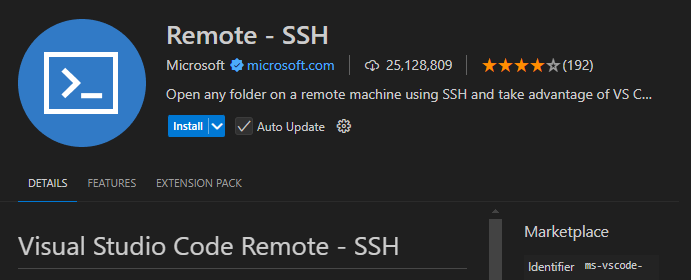 Remote - SSH
Microsoft microsoft.com 25,128,809 (192)
Open any folder on a remote machine using SSH and take advantage of VS C...
Install Auto Update
DETAILS FEATURES EXTENSION PACK
Visual Studio Code Remote - SSH
Marketplace
Identifier ms-vscode-